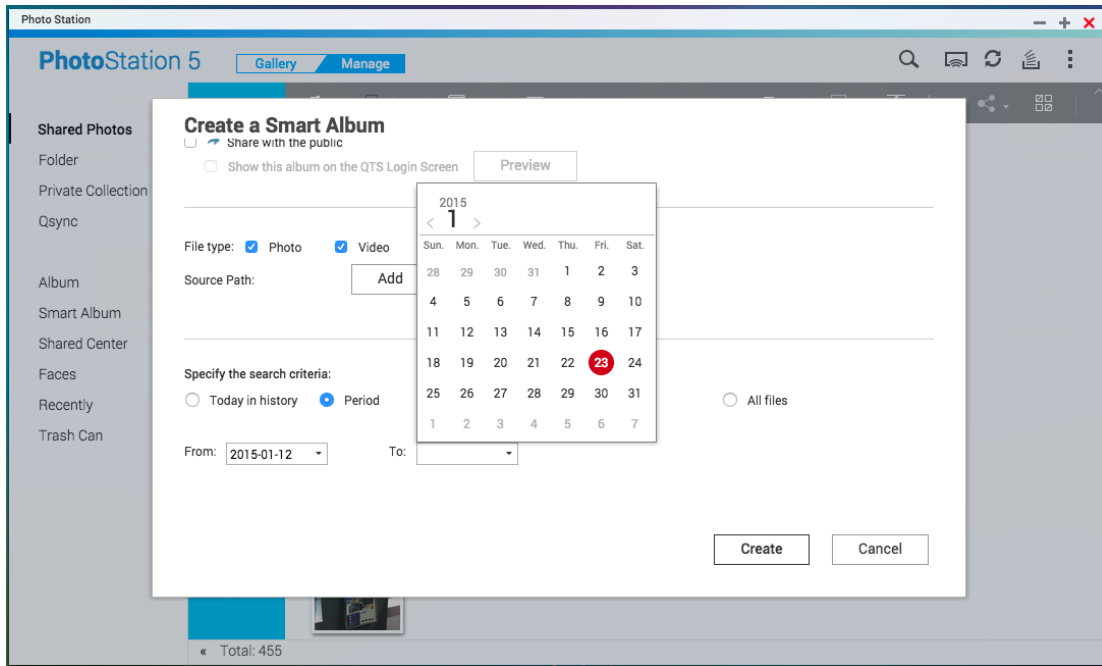 Photo Station
PhotoStation 5
Gallery Manage
Shared Photos
Folder
Private Collection
Qsync
Album
Smart Album
Shared Center
Faces
Recently
Trash Can
Create a Smart Album
Share with the public
Show this album on the QTS Login Screen Preview
File type: Photo Video
Source Path: Add
2015
< 1 >
Sun. Mon. Tue. Wed. Thu. Fri. Sat.
28 29 30 31 1 2 3
4 5 6 7 8 9 10
11 12 13 14 15 16 17
18 19 20 21 22 23 24
25 26 27 28 29 30 31
1 2 3 4 5 6 7
Specify the search criteria:
Today in history Period All files
From: 2015-01-12 To:
Create Cancel
« Total: 455